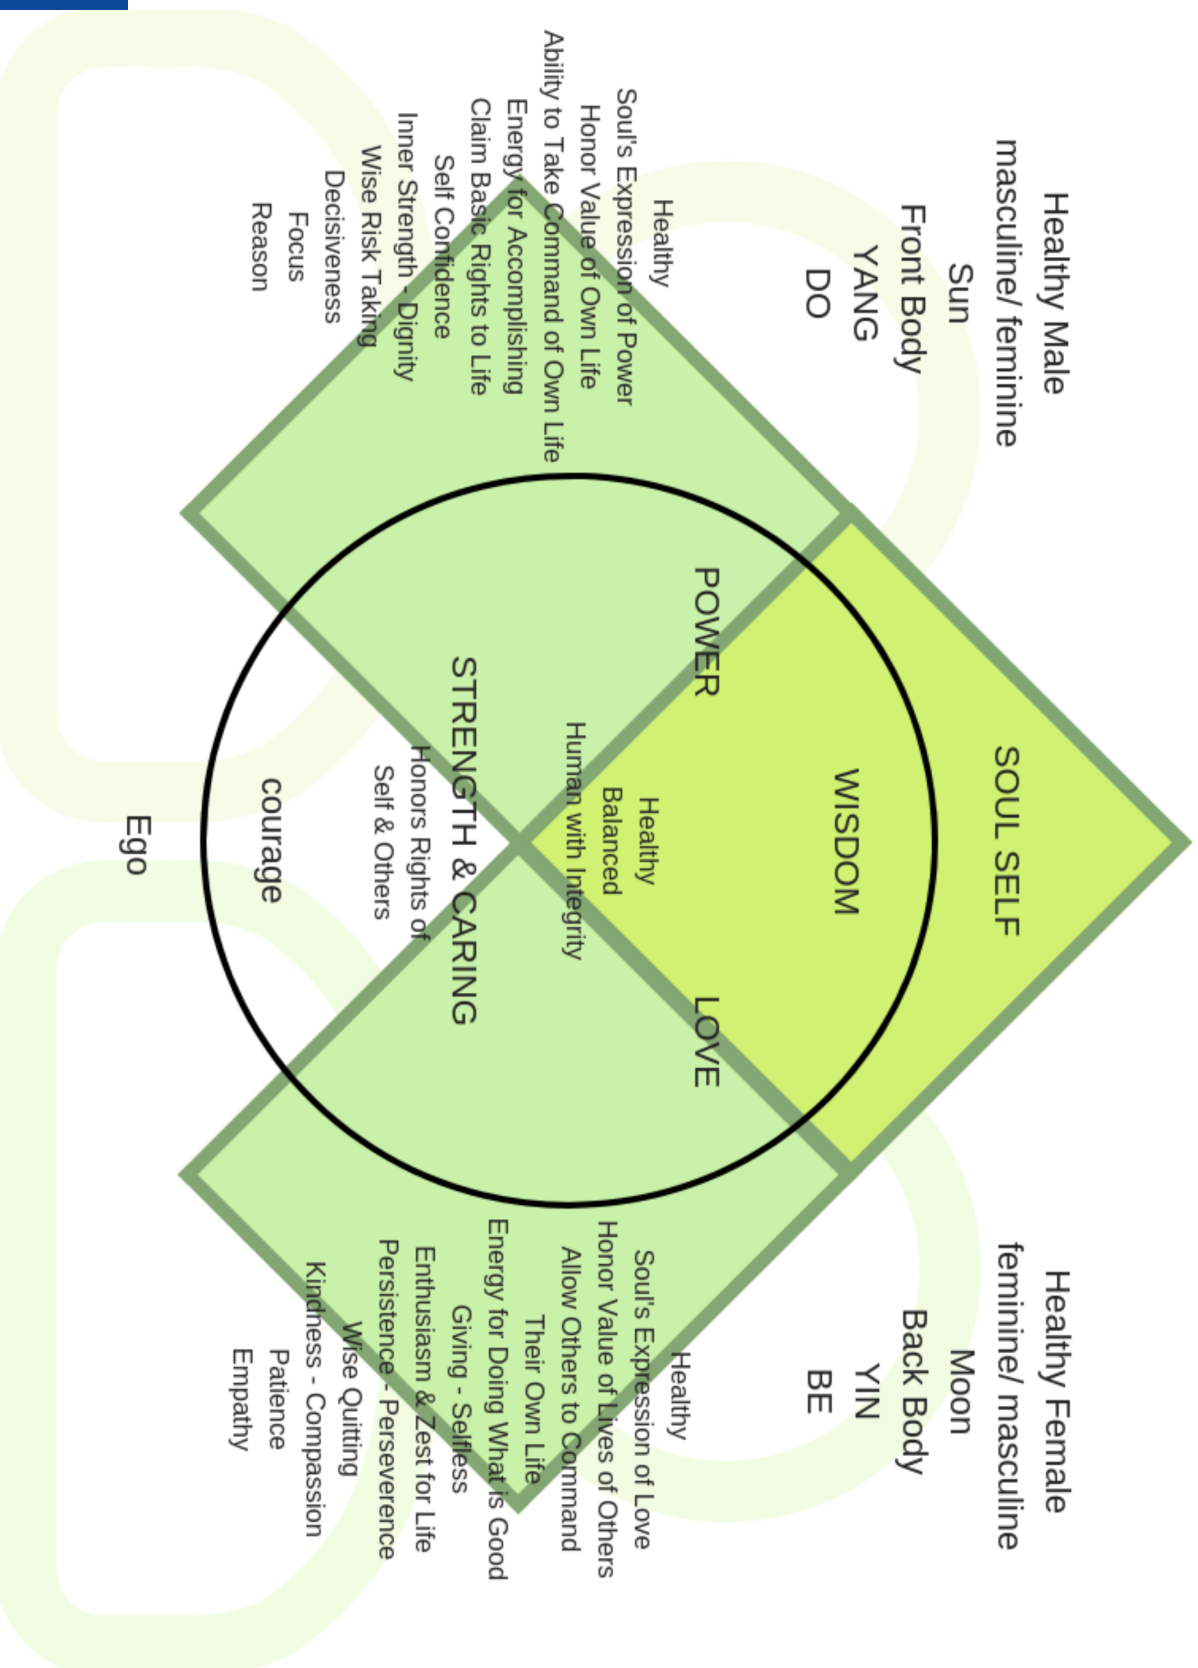 Healthy Male
masculine/ feminine
Sun
Front Body
YANG
DO
Healthy Female
feminine/ masculine
Moon
Back Body
YIN
BE
SOUL SELF
WISDOM
POWER
LOVE
Healthy
Balanced
Human with Integrity
STRENGTH & CARING
Honors Rights of
Self & Others
courage
Ego
Healthy
Soul's Expression of Power
Honor Value of Own Life
Ability to Take Command of Own Life
Energy for Accomplishing
Claim Basic Rights to Life
Self Confidence
Inner Strength - Dignity
Wise Risk Taking
Decisiveness
Focus
Reason
Healthy
Soul's Expression of Love
Honor Value of Lives of Others
Allow Others to Command
Their Own Life
Energy for Doing What is Good
Giving - Selfless
Enthusiasm & Zest for Life
Persistence - Perseverence
Wise Quitting
Kindness - Compassion
Patience
Empathy